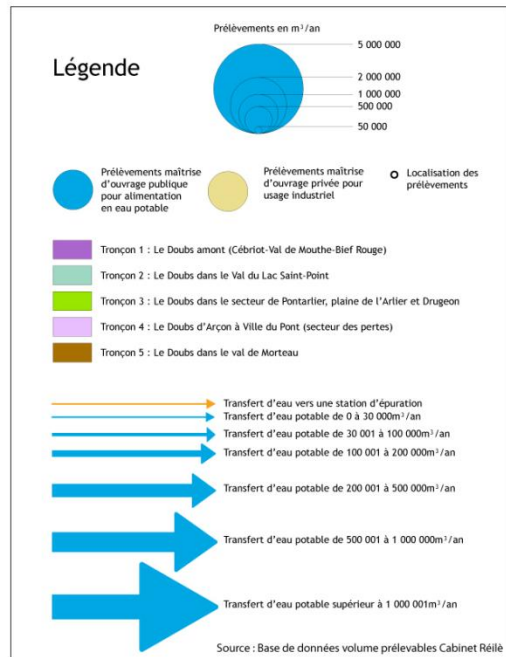 Prélèvements en m³/an
5 000 000
Légende
2 000 000
1 000 000
500 000
50 000
Prélèvements maîtrise
d'ouvrage publique
pour alimentation
en eau potable
Prélèvements maîtrise
d'ouvrage privée pour
usage industriel
Localisation des
prélèvements
Tronçon 1 : Le Doubs amont (Cébriot-Val de Mouthe-Bief Rouge)
Tronçon 2 : Le Doubs dans le Val du Lac Saint-Point
Tronçon 3 : Le Doubs dans le secteur de Pontarlier, plaine de l'Arlier et Drugeon
Tronçon 4 : Le Doubs d'Arçon à Ville du Pont (secteur des pertes)
Tronçon 5 : Le Doubs dans le val de Morteau
Transfert d'eau vers une station d'épuration
Transfert d'eau potable de 0 à 30 000m³/an
Transfert d'eau potable de 30 001 à 100 000m³/an
Transfert d'eau potable de 100 001 à 200 000m³/an
Transfert d'eau potable de 200 001 à 500 000m³/an
Transfert d'eau potable de 500 001 à 1 000 000m³/an
Transfert d'eau potable supérieur à 1 000 001m³/an
Source : Base de données volume prélevables Cabinet Réilè